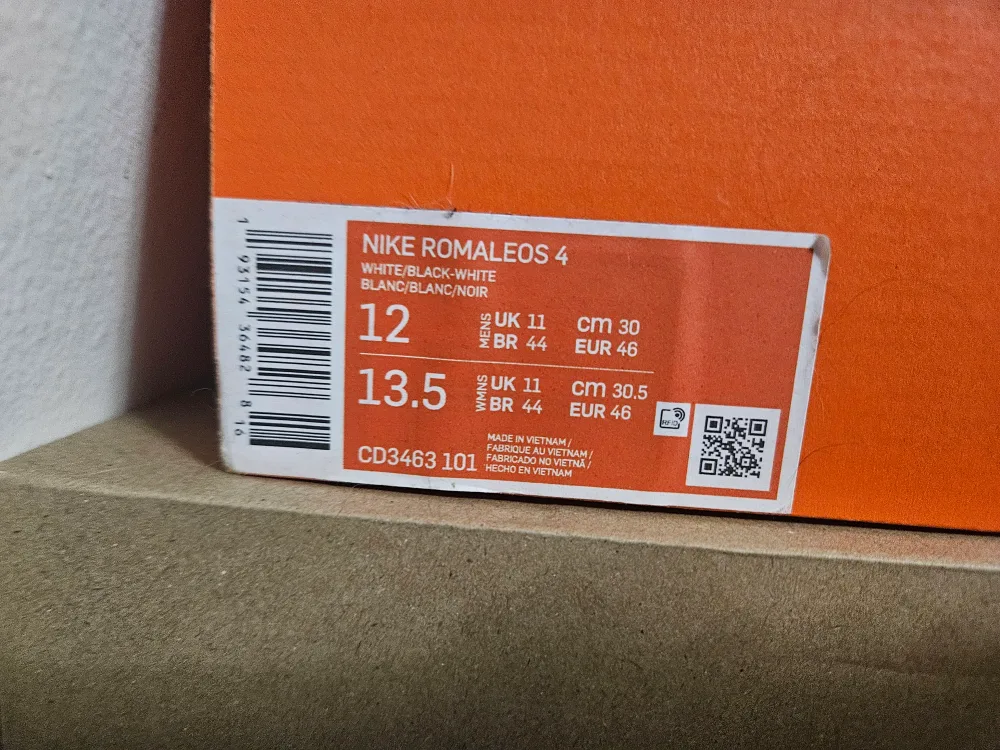 1 93154 36482 8 16
NIKE ROMALEOS 4
WHITE/BLACK-WHITE
BLANC/BLANC/NOIR
12 MENS UK 11 cm 30
BR 44 EUR 46
13.5 WMNS UK 11 cm 30.5
BR 44 EUR 46
RFID
CD3463 101
MADE IN VIETNAM /
FABRIQUE AU VIETNAM /
FABRICADO NO VIETNÃ /
HECHO EN VIETNAM